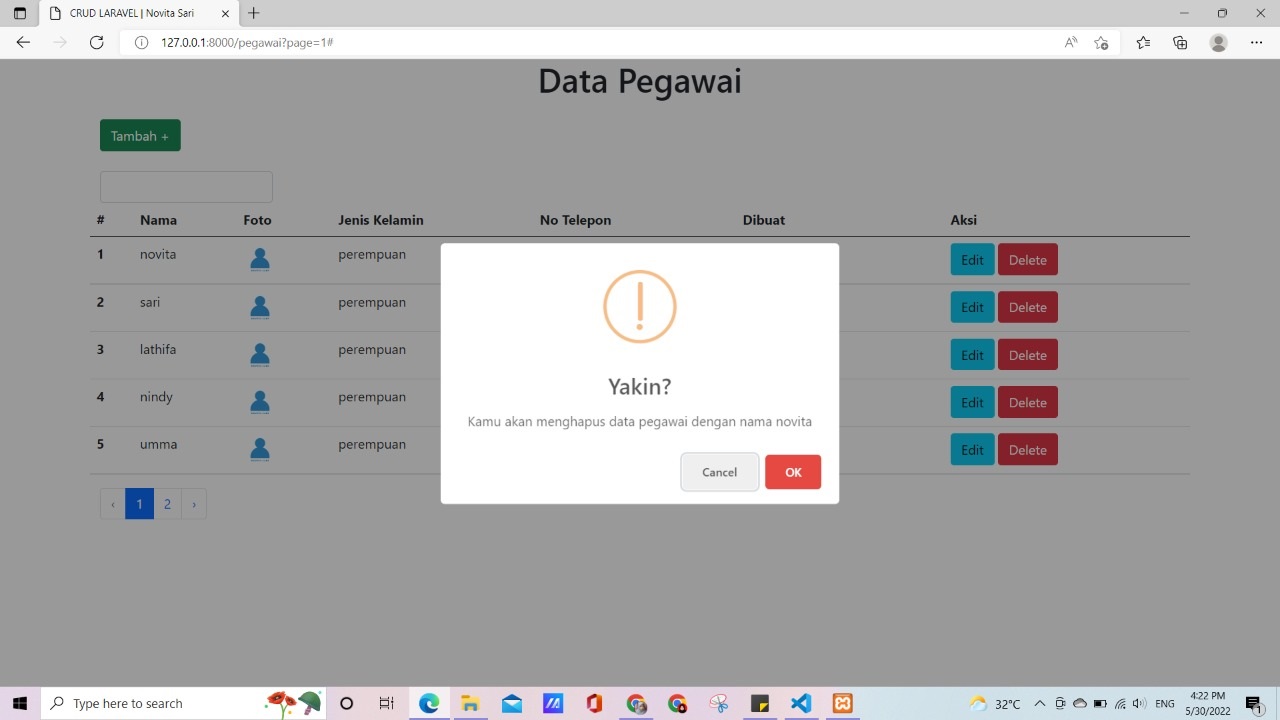 CRUD LARAVEL | Novita Sari
127.0.0.1:8000/pegawai?page=1#
Data Pegawai
Tambah +
# Nama Foto Jenis Kelamin No Telepon Dibuat Aksi
1 novita perempuan Edit Delete
2 sari perempuan Edit Delete
3 lathifa perempuan Edit Delete
4 nindy perempuan Edit Delete
5 umma perempuan Edit Delete
Yakin?
Kamu akan menghapus data pegawai dengan nama novita
Cancel OK
‹ 1 2 ›
Type here to search
32°C ENG
4:22 PM
5/30/2022
1